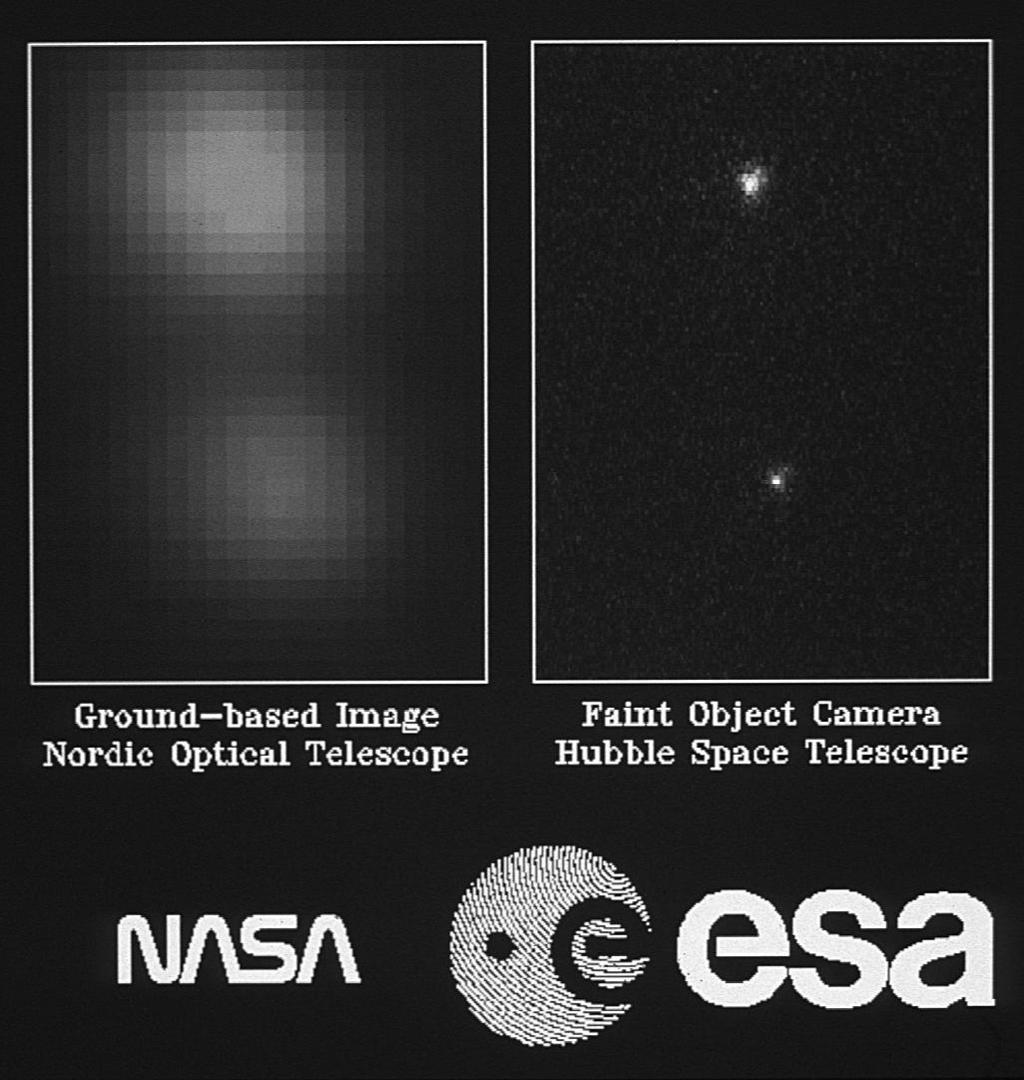 Ground-based Image
Nordic Optical Telescope
Faint Object Camera
Hubble Space Telescope
NASA
esa